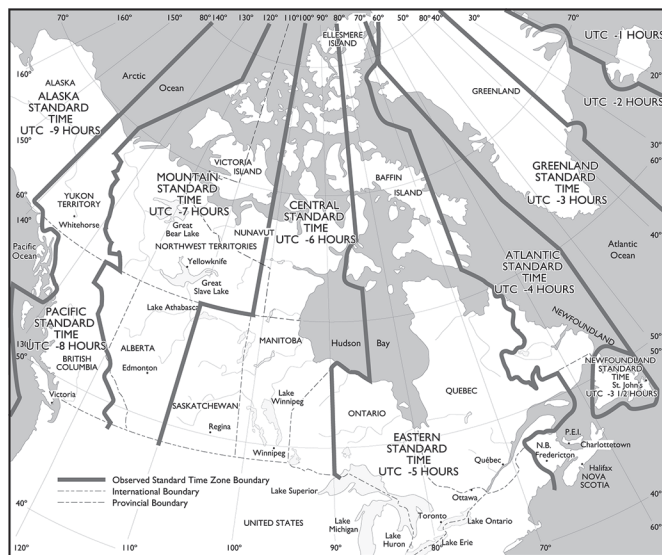 70°
80°
140°
120°
110°
100°
90°
80°
70°
60°
50°
80°
40°
30°
70°
UTC -1 HOURS
20°
UTC -2 HOURS
30°
60°
ELLESMERE
ISLAND
160°
ALASKA
ALASKA
STANDARD
TIME
UTC -9 HOURS
Arctic
Ocean
GREENLAND
150°
VICTORIA
ISLAND
BAFFIN
ISLAND
GREENLAND
STANDARD
TIME
UTC -3 HOURS
MOUNTAIN
STANDARD
TIME
UTC -7 HOURS
60°
140°
YUKON
TERRITORY
Whitehorse
CENTRAL
STANDARD
TIME
UTC -6 HOURS
Great
Bear Lake
NUNAVUT
NORTHWEST TERRITORIES
Yellowknife
Great
Slave Lake
40°
Pacific
Ocean
Atlantic
Ocean
ATLANTIC
STANDARD
TIME
UTC -4 HOURS
Lake Athabasca
PACIFIC
STANDARD
TIME
UTC -8 HOURS
130°
50°
BRITISH
COLUMBIA
ALBERTA
Edmonton
MANITOBA
Hudson
Bay
NEWFOUNDLAND
50°
50°
NEWFOUNDLAND
STANDARD
TIME
St. John's
UTC -3 1/2 HOURS
Victoria
SASKATCHEWAN
Regina
Lake
Winnipeg
Winnipeg
ONTARIO
QUEBEC
EASTERN
STANDARD
TIME
UTC -5 HOURS
P.E.I.
N.B.
Charlottetown
Fredericton
Halifax
NOVA
SCOTIA
Québec
Ottawa
Observed Standard Time Zone Boundary
International Boundary
Provincial Boundary
Lake Superior
UNITED STATES
Toronto
Lake Ontario
Lake
Michigan
Lake
Huron
Lake Erie
40°
60°
120°
110°
100°
90°
80°
70°